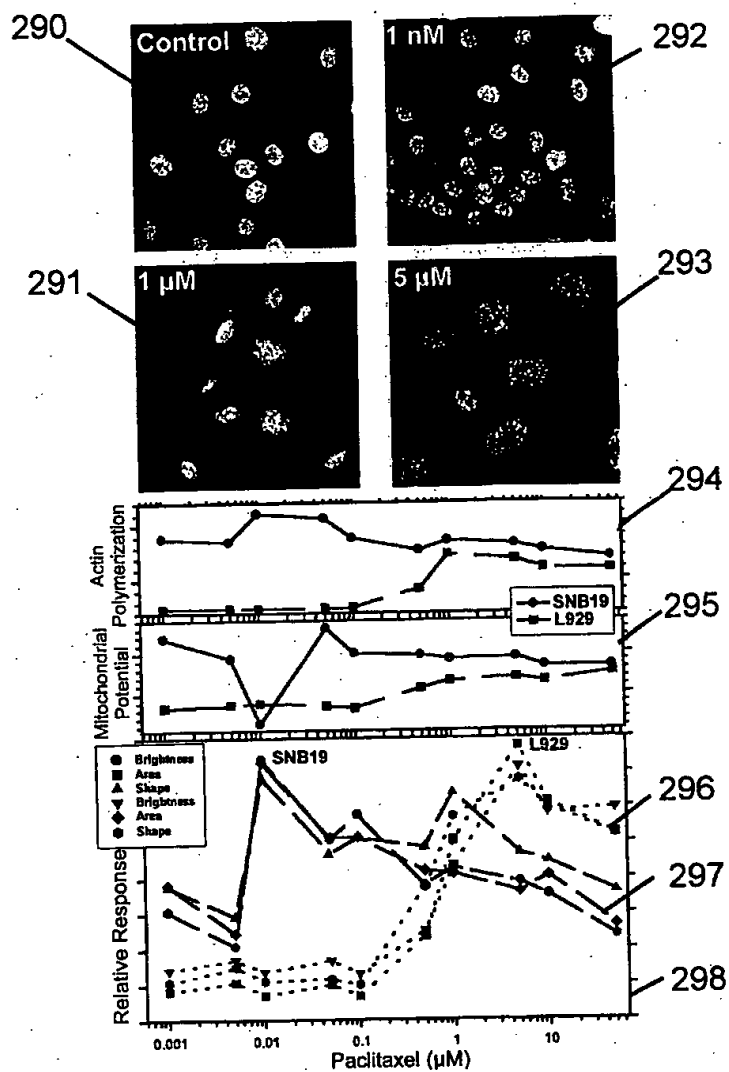 290
Control
1 nM
292
291
1 µM
5 µM
293
294
Actin
Polymerization
SNB19
L929
295
Mitochondrial
Potential
Brightness
Area
Shape
Brightness
Area
Shape
SNB19
L929
296
297
298
Relative Response
0.001
0.01
0.1
1
10
Paclitaxel (µM)